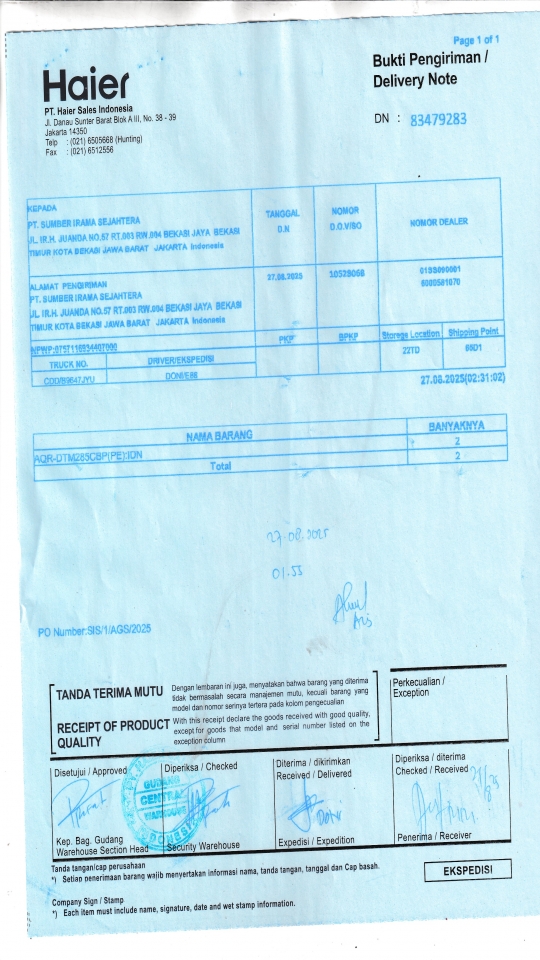 Page 1 of 1
Haier
PT. Haier Sales Indonesia
Jl. Danau Sunter Barat Blok A III, No. 38 - 39
Jakarta 14350
Telp : (021) 6505668 (Hunting)
Fax : (021) 6512556
Bukti Pengiriman /
Delivery Note
DN : 83479283
KEPADA
PT. SUMBER IRAMA SEJAHTERA
JL. IR.H. JUANDA NO.57 RT.003 RW.004 BEKASI JAYA BEKASI
TIMUR KOTA BEKASI JAWA BARAT JAKARTA Indonesia
TANGGAL
D.N
NOMOR
D.O.V/BO
NOMOR DEALER
ALAMAT PENGIRIMAN
PT. SUMBER IRAMA SEJAHTERA
JL. IR.H. JUANDA NO.57 RT.003 RW.004 BEKASI JAYA BEKASI
TIMUR KOTA BEKASI JAWA BARAT JAKARTA Indonesia
27.08.2025
10529068
8000581070
PKP
BPKP
Storage Location
Shipping Point
22TD
65D1
TRUCK NO.
DRIVER/EKSPEDISI
CDD/B9647JYU
DONI/E88
27.08.2025(02:31:02)
NAMA BARANG
BANYAKNYA
AQR-DTM285CBP(PE):IDN
2
Total
2
27.08.2025
01.53
Aris
PO Number:SIS/1/AGS/2025
TANDA TERIMA MUTU
Dengan lembaran ini juga, menyatakan bahwa barang yang diterima
tidak bermasalah secara manajemen mutu, kecuali barang yang
model dan nomor serinya tertera pada kolom pengecualian
RECEIPT OF PRODUCT
QUALITY
With this receipt declare the goods received with good quality,
except for goods that model and serial number listed on the
exception column
Perkecualian /
Exception
Disetujui / Approved
Kep. Bag. Gudang
Warehouse Section Head
Diperiksa / Checked
GUDANG
CENTRAL
WAREHOUSE
INDONESIA
Security Warehouse
Diterima / dikirimkan
Received / Delivered
Doni
Expedisi / Expedition
Diperiksa / diterima
Checked / Received
Penerima / Receiver
Tanda tangan/cap perusahaan
*) Setiap penerimaan barang wajib menyertakan informasi nama, tanda tangan, tanggal dan Cap basah.
EKSPEDISI
Company Sign / Stamp
*) Each item must include name, signature, date and wet stamp information.